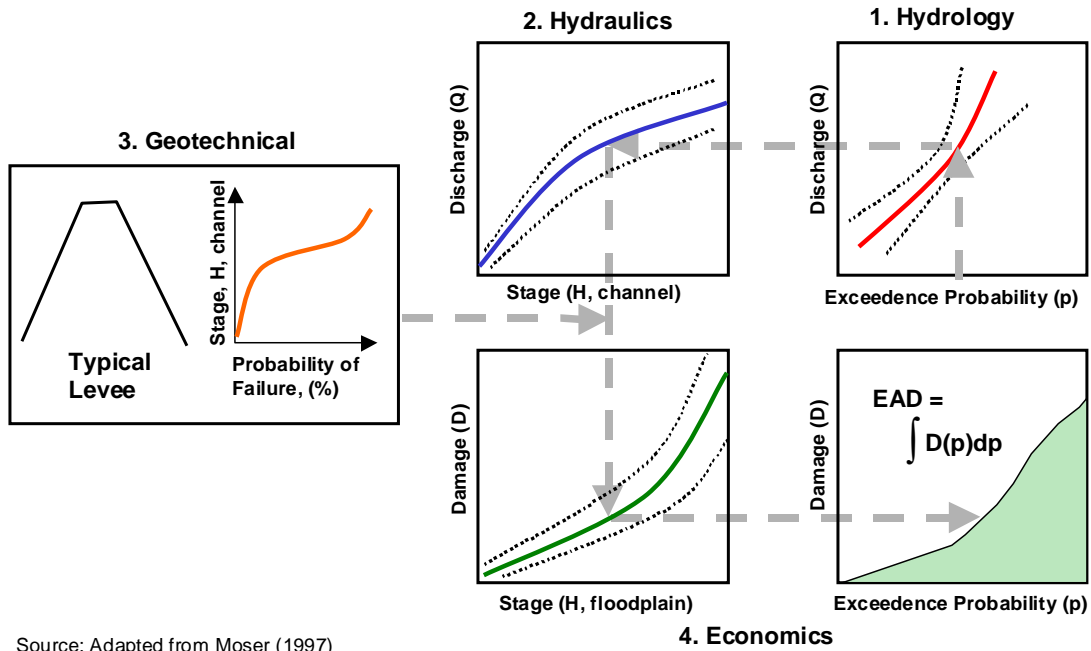 2. Hydraulics
1. Hydrology
3. Geotechnical
Discharge (Q)
Stage (H, channel)
Discharge (Q)
Exceedence Probability (p)
Typical
Levee
Stage, H, channel
Probability of
Failure, (%)
Damage (D)
Stage (H, floodplain)
Damage (D)
EAD =
∫ D(p)dp
Exceedence Probability (p)
4. Economics
Source: Adapted from Moser (1997)